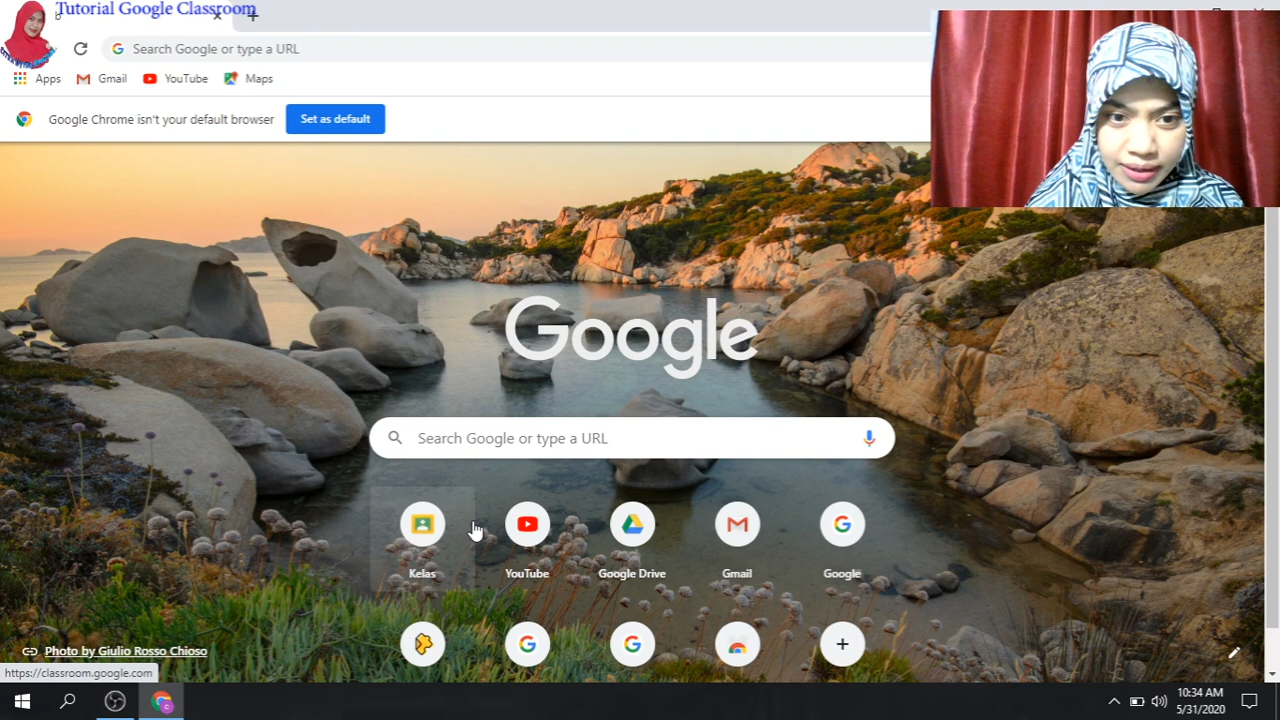 Tutorial Google Classroom
Search Google or type a URL
Apps
Gmail
YouTube
Maps
Google Chrome isn't your default browser
Set as default
Google
Search Google or type a URL
Kelas
YouTube
Google Drive
Gmail
Google
Photo by Giulio Rosso Chioso
https://classroom.google.com
10:34 AM
5/31/2020